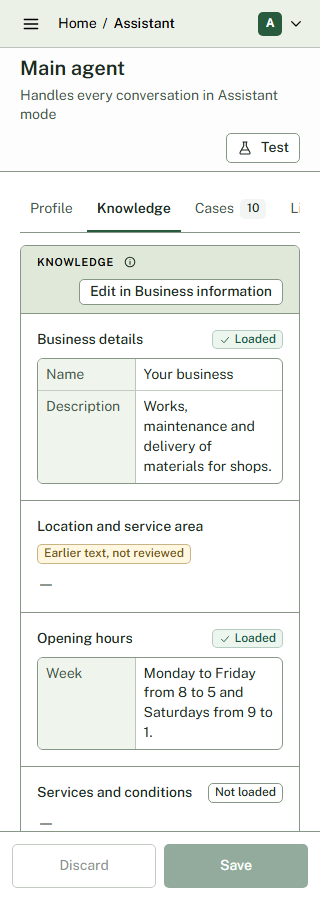 Home / Assistant
A
Main agent
Handles every conversation in Assistant
mode
Test
Profile Knowledge Cases 10 Li
KNOWLEDGE
Edit in Business information
Business details
Loaded
Name
Your business
Description
Works,
maintenance and
delivery of
materials for shops.
Location and service area
Earlier text, not reviewed
—
Opening hours
Loaded
Week
Monday to Friday
from 8 to 5 and
Saturdays from 9 to
1.
Services and conditions
Not loaded
—
Discard
Save